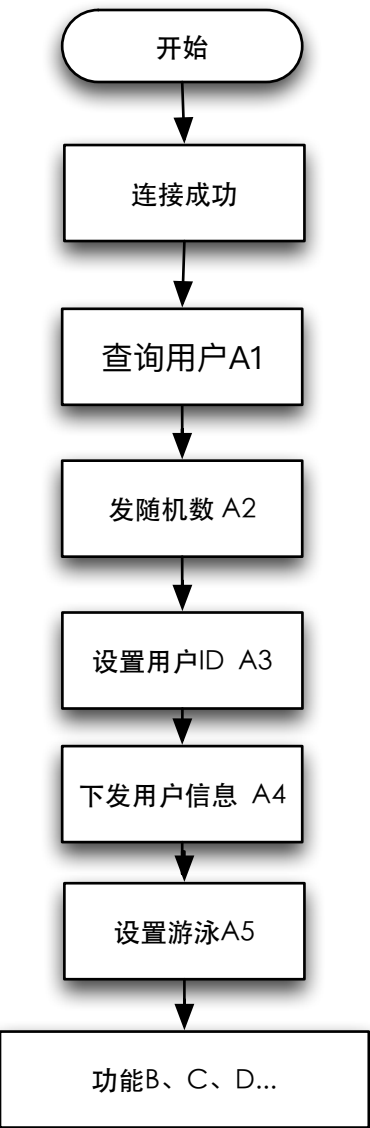 开始
连接成功
查询用户A1
发随机数 A2
设置用户ID A3
下发用户信息 A4
设置游泳A5
功能B、C、D...